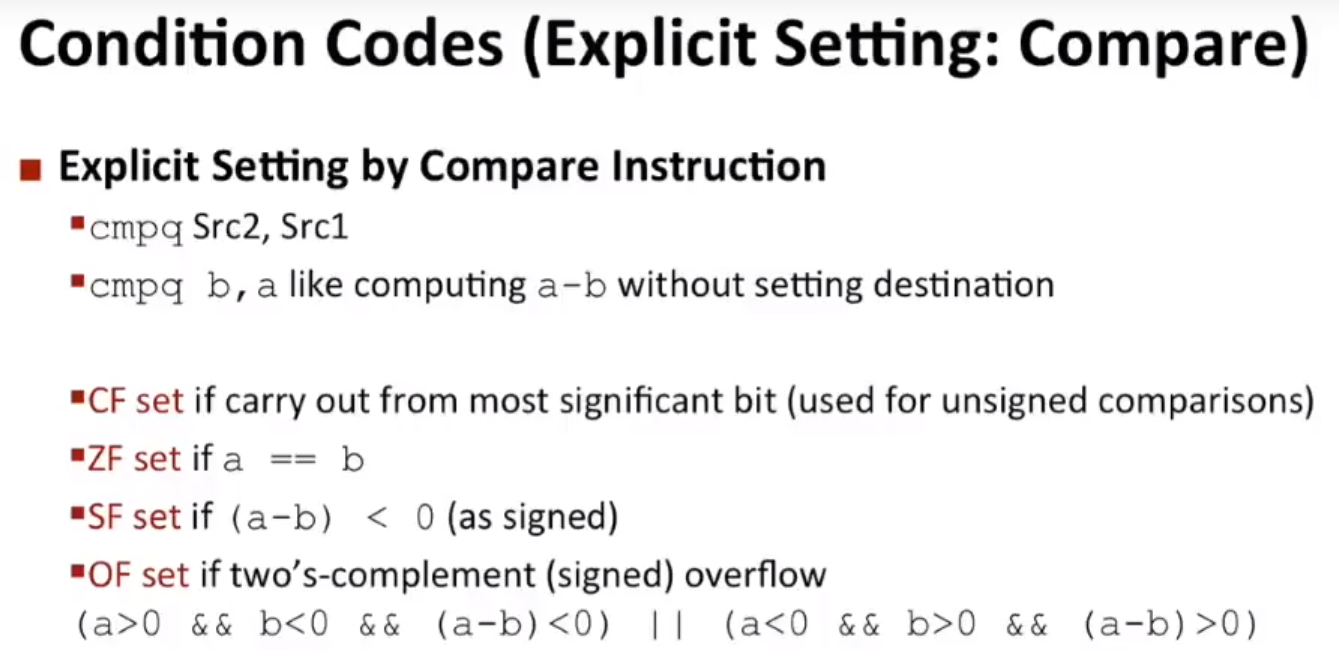 Condition Codes (Explicit Setting: Compare)
Explicit Setting by Compare Instruction
cmpq Src2, Src1
cmpq b, a like computing a-b without setting destination
CF set if carry out from most significant bit (used for unsigned comparisons)
ZF set if a == b
SF set if (a-b) < 0 (as signed)
OF set if two’s-complement (signed) overflow
(a>0 && b<0 && (a-b)<0) || (a<0 && b>0 && (a-b)>0)